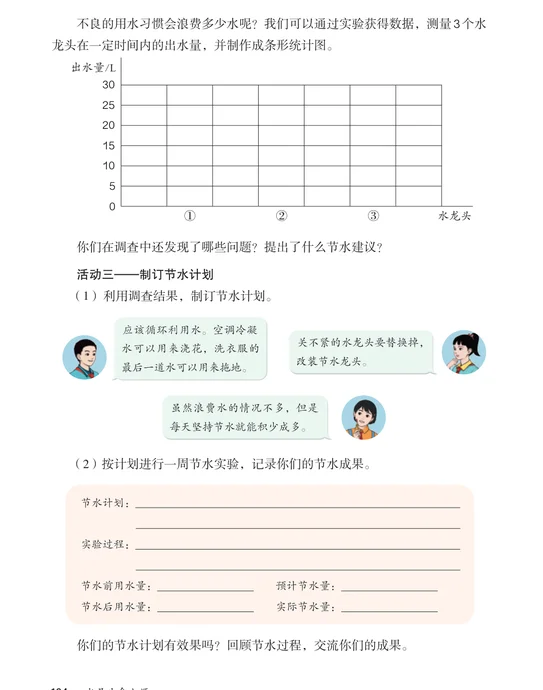 不良的用水习惯会浪费多少水呢？我们可以通过实验获得数据，测量3个水
龙头在一定时间内的出水量，并制作成条形统计图。
出水量/L
30
25
20
15
10
5
0
① ② ③ 水龙头
你们在调查中还发现了哪些问题？提出了什么节水建议？
活动三——制订节水计划
（1）利用调查结果，制订节水计划。
应该循环利用水。空调冷凝
水可以用来浇花，洗衣服的
最后一道水可以用来拖地。
关不紧的水龙头要替换掉，
改装节水龙头。
虽然浪费水的情况不多，但是
每天坚持节水就能积少成多。
（2）按计划进行一周节水实验，记录你们的节水成果。
节水计划：
实验过程：
节水前用水量： 预计节水量：
节水后用水量： 实际节水量：
你们的节水计划有效果吗？回顾节水过程，交流你们的成果。